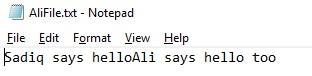 AliFile.txt - Notepad
File Edit Format View Help
Sadiq says helloAli says hello too